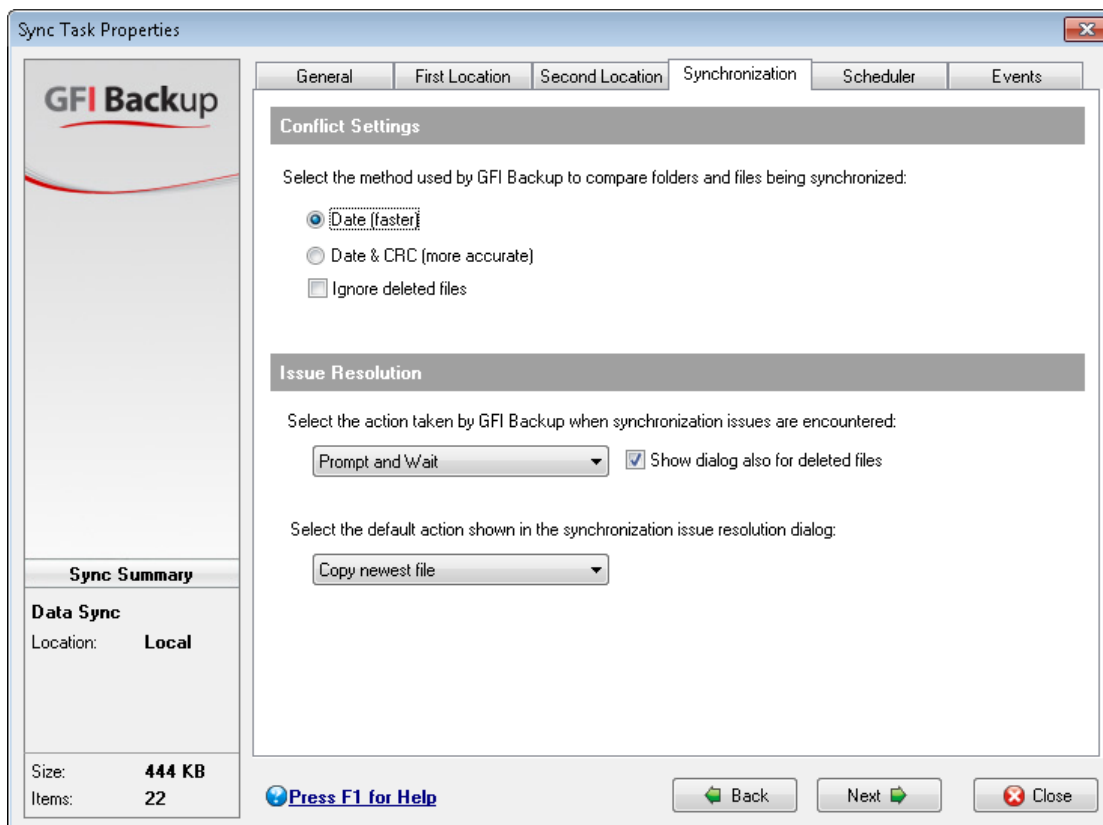 Sync Task Properties
GFI Backup
General First Location Second Location Synchronization Scheduler Events
Conflict Settings
Select the method used by GFI Backup to compare folders and files being synchronized:
Date (faster)
Date & CRC (more accurate)
Ignore deleted files
Issue Resolution
Select the action taken by GFI Backup when synchronization issues are encountered:
Prompt and Wait Show dialog also for deleted files
Select the default action shown in the synchronization issue resolution dialog:
Copy newest file
Sync Summary
Data Sync
Location: Local
Size: 444 KB
Items: 22
Press F1 for Help Back Next Close